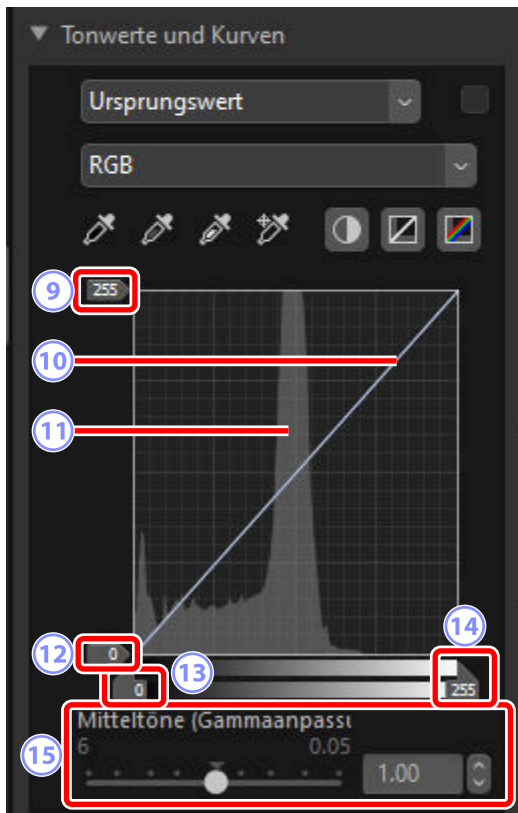 Tonwerte und Kurven
Ursprungswert
RGB
9 255
10
11
12 0
13
14
0 255
Mitteltöne (Gammaanpassu
6 0.05
15
1.00